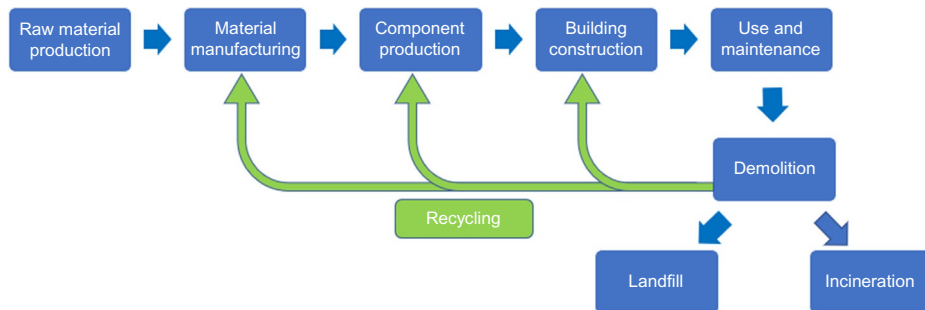 Raw material
production
Material
manufacturing
Component
production
Building
construction
Use and
maintenance
Demolition
Recycling
Landfill
Incineration